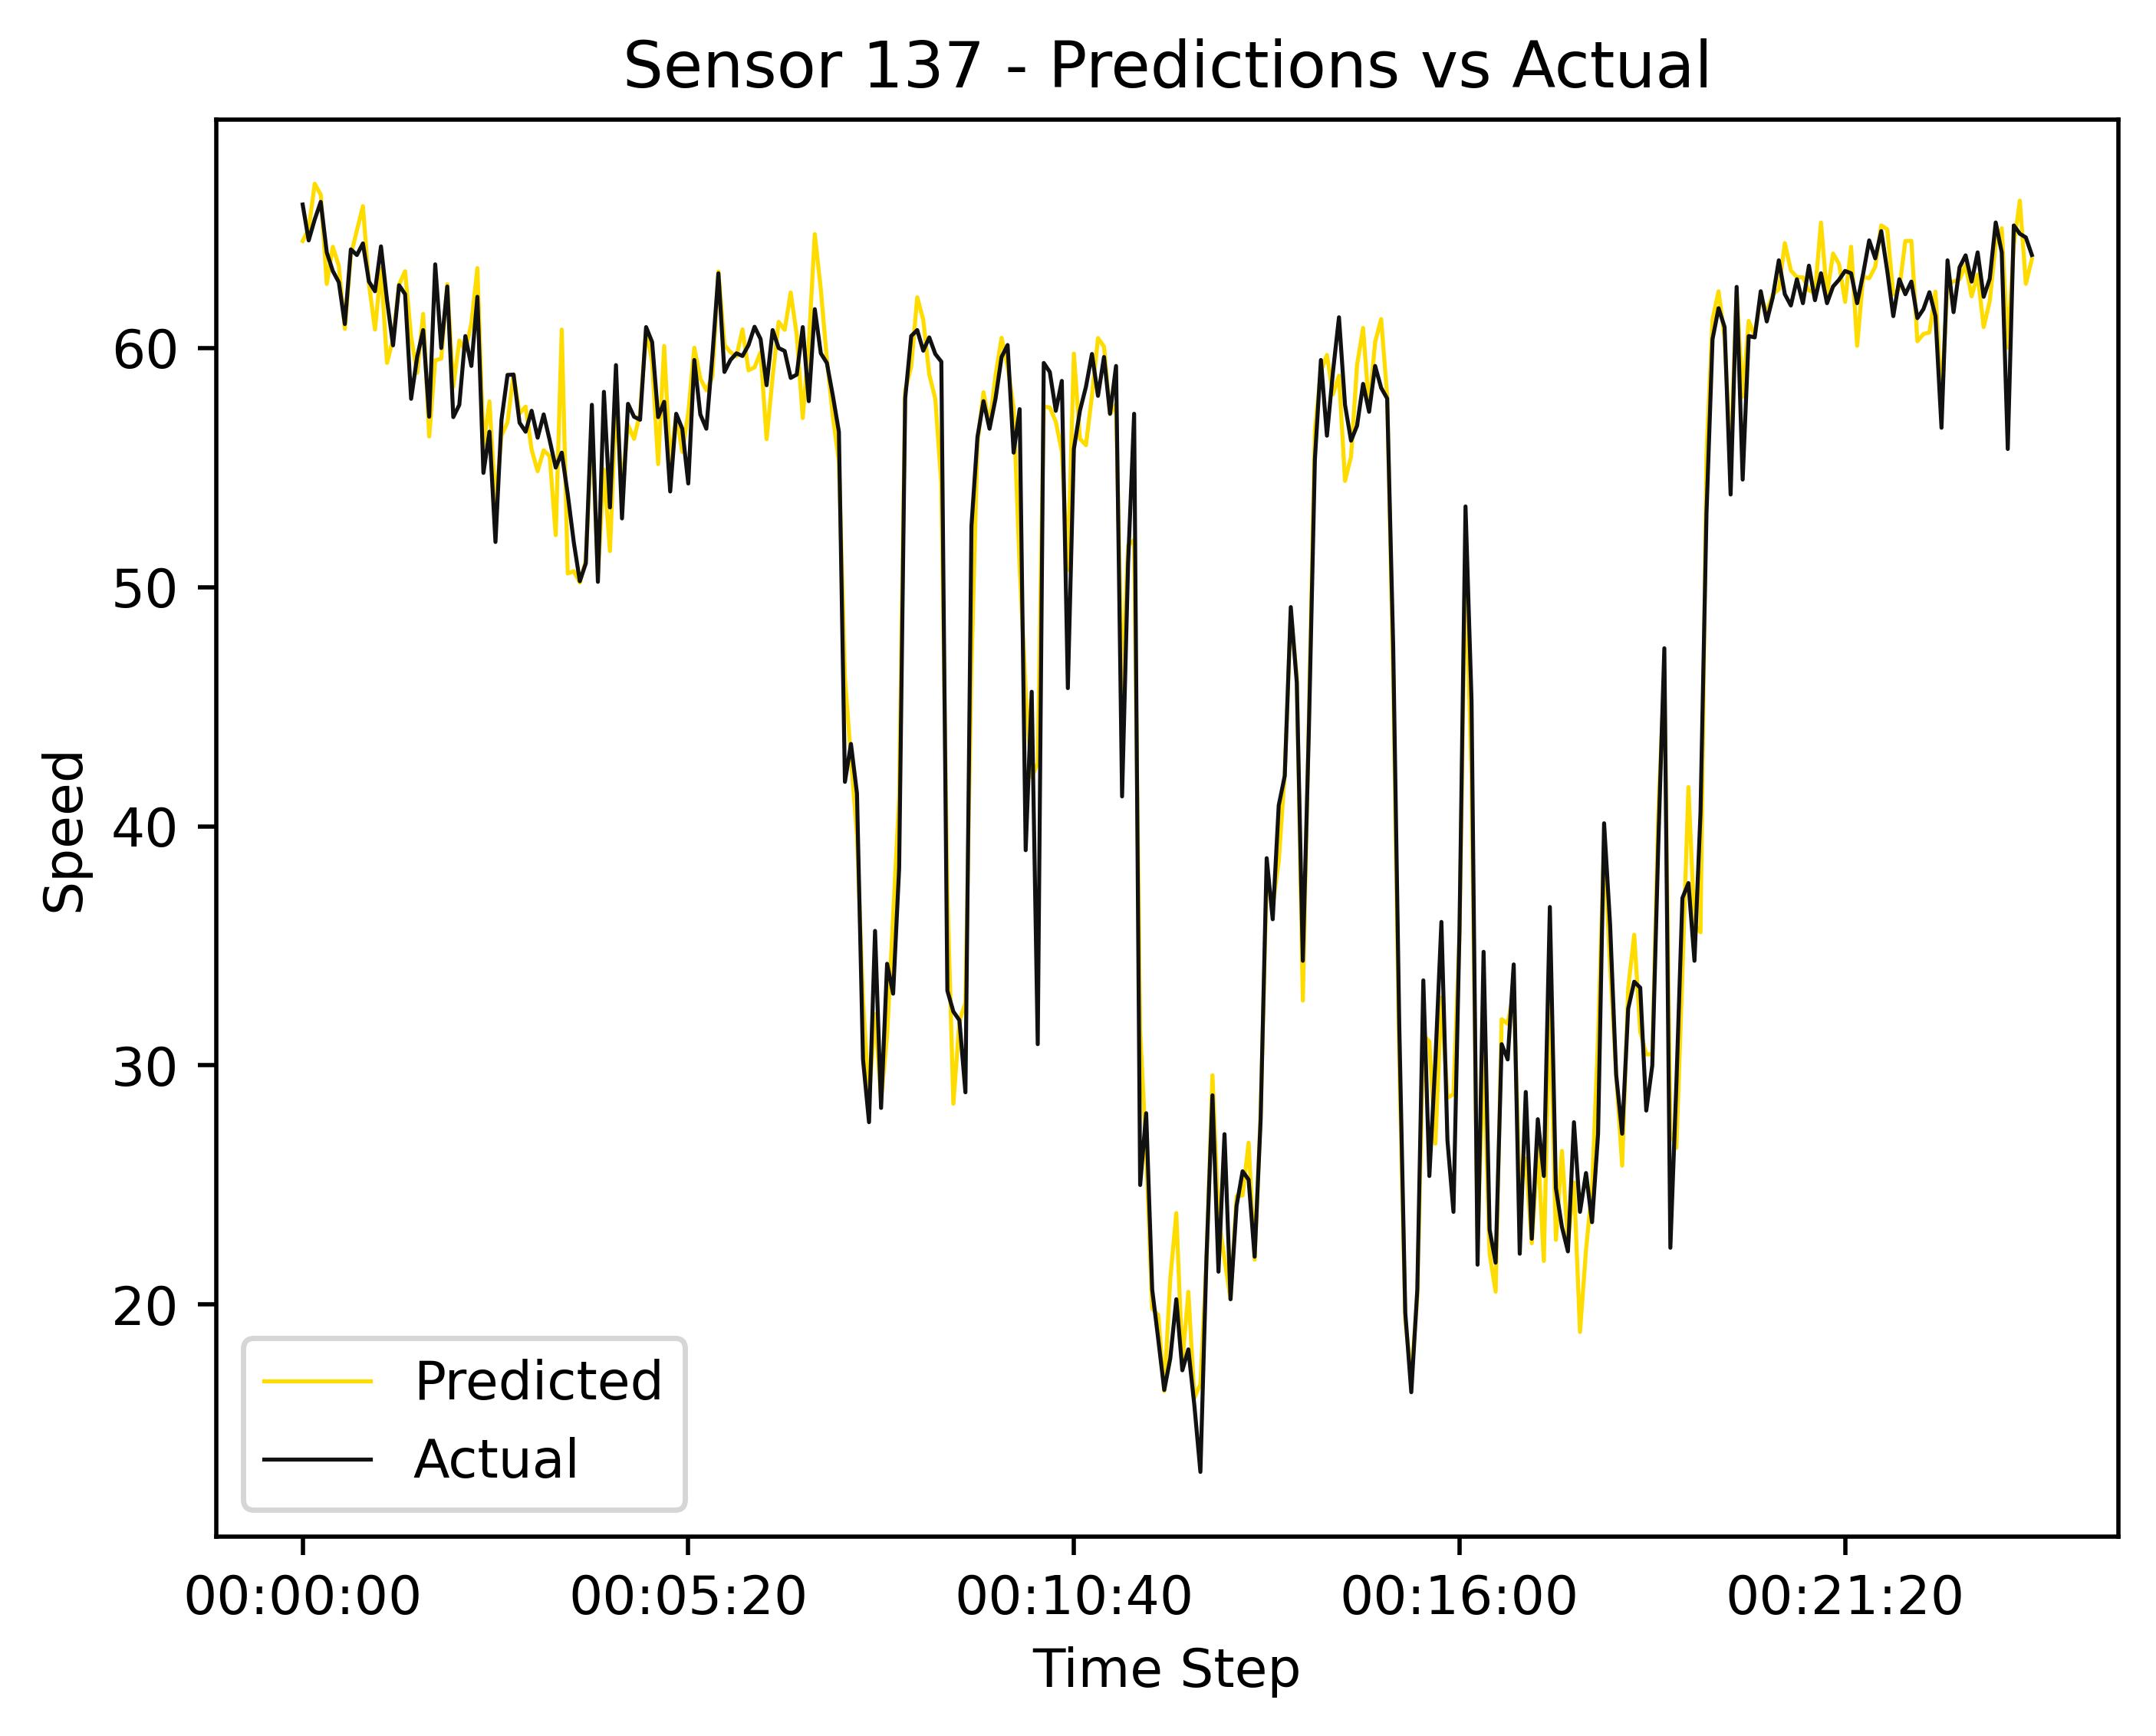 Sensor 137 - Predictions vs Actual
60
50
40
30
20
Speed
Predicted
Actual
00:00:00 00:05:20 00:10:40 00:16:00 00:21:20
Time Step